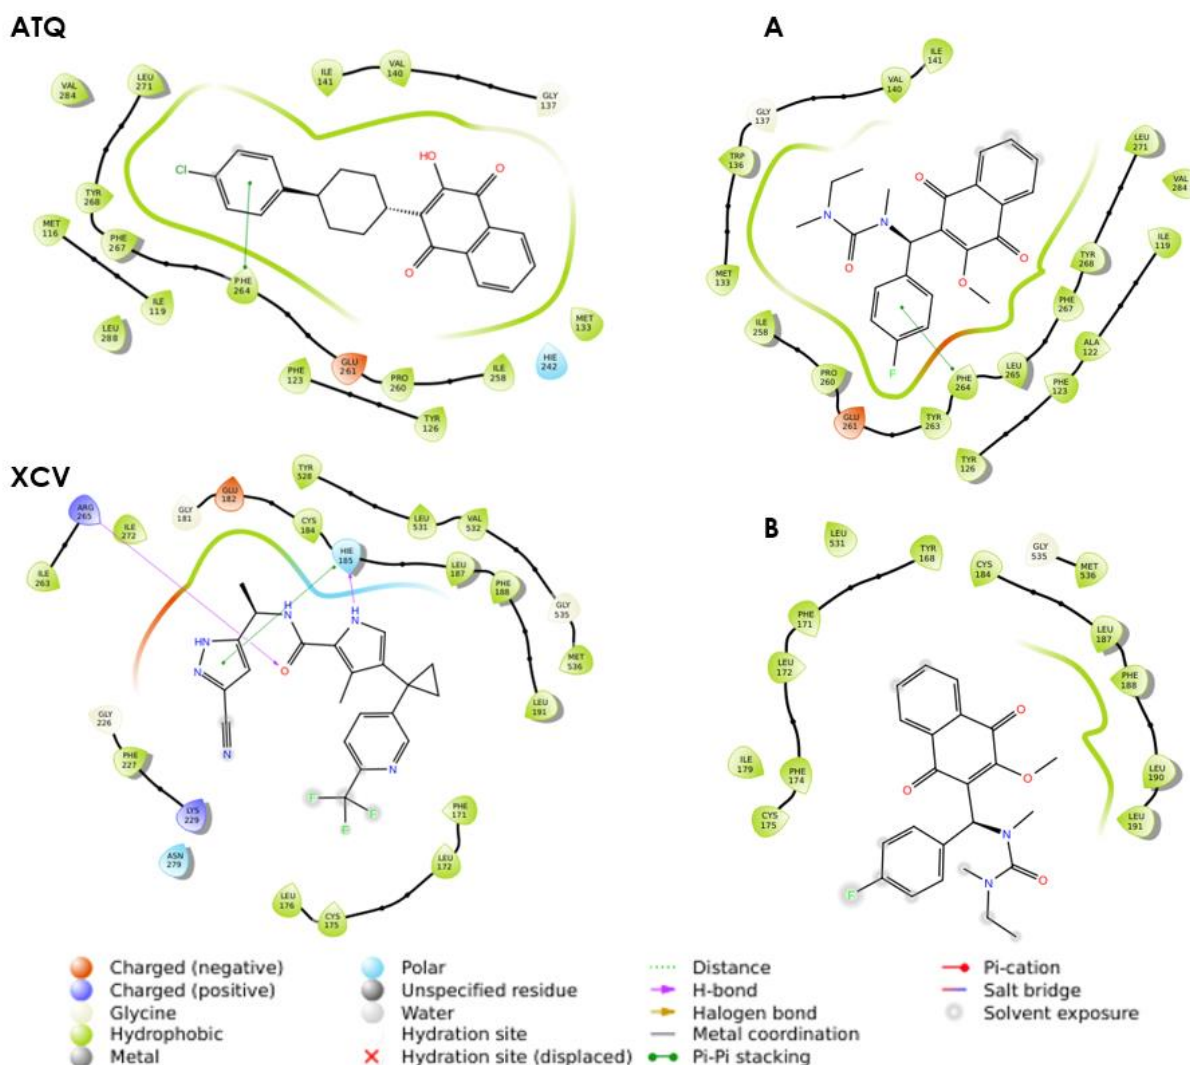 ATQ
VAL 284
LEU 271
ILE 141
VAL 140
GLY 137
Cl
HO
O
O
TYR 268
MET 116
PHE 267
PHE 264
ILE 119
LEU 288
MET 133
HIE 242
GLU 261
PHE 123
PRO 260
ILE 258
TYR 126
A
ILE 141
VAL 140
GLY 137
TRP 136
LEU 271
VAL 284
ILE 119
TYR 268
MET 133
PHE 267
ILE 258
ALA 122
LEU 265
PRO 260
PHE 264
PHE 123
GLU 261
TYR 263
TYR 126
O
N
N
O
O
O
F
XCV
TYR 528
GLU 182
ARG 265
GLY 181
ILE 272
CYS 184
LEU 531
VAL 532
HIE 185
ILE 263
LEU 187
PHE 188
GLY 535
MET 536
LEU 191
GLY 226
PHE 227
LYS 229
ASN 279
PHE 171
LEU 172
LEU 176
CYS 175
H
N
H
N
HN
N
O
N
N
F
F
F
B
LEU 531
TYR 168
GLY 535
CYS 184
MET 536
PHE 171
LEU 187
LEU 172
PHE 188
ILE 179
PHE 174
LEU 190
CYS 175
LEU 191
O
O
O
N
N
O
F
Charged (negative)
Charged (positive)
Glycine
Hydrophobic
Metal
Polar
Unspecified residue
Water
Hydration site
Hydration site (displaced)
Distance
H-bond
Halogen bond
Metal coordination
Pi-Pi stacking
Pi-cation
Salt bridge
Solvent exposure